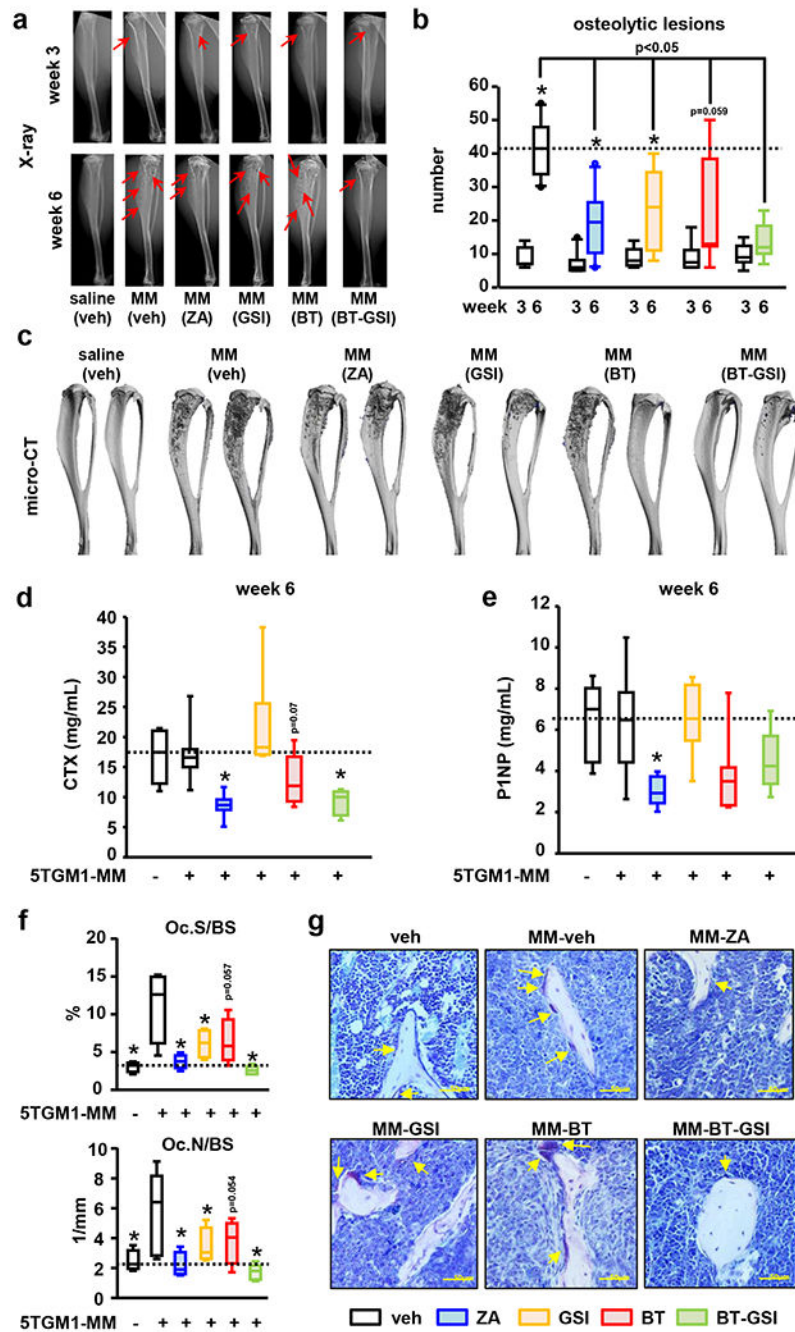 a
X-ray
week 3
week 6
saline (veh)
MM (veh)
MM (ZA)
MM (GSI)
MM (BT)
MM (BT-GSI)
b
osteolytic lesions
p<0.05
number
60
50
40
30
20
10
0
*
*
*
p=0.059
week 3 6 3 6 3 6 3 6 3 6
c
micro-CT
saline (veh)
MM (veh)
MM (ZA)
MM (GSI)
MM (BT)
MM (BT-GSI)
d
week 6
CTX (mg/mL)
40
35
30
25
20
15
10
5
0
*
p=0.07
*
5TGM1-MM - + + + + +
e
week 6
P1NP (mg/mL)
12
10
8
6
4
2
0
*
5TGM1-MM - + + + + +
f
Oc.S/BS
%
20
15
10
5
0
* * * p=0.057 *
5TGM1-MM - + + + + +
Oc.N/BS
1/mm
10
8
6
4
2
0
* * * p=0.054 *
5TGM1-MM - + + + + +
g
veh MM-veh MM-ZA
MM-GSI MM-BT MM-BT-GSI
veh ZA GSI BT BT-GSI